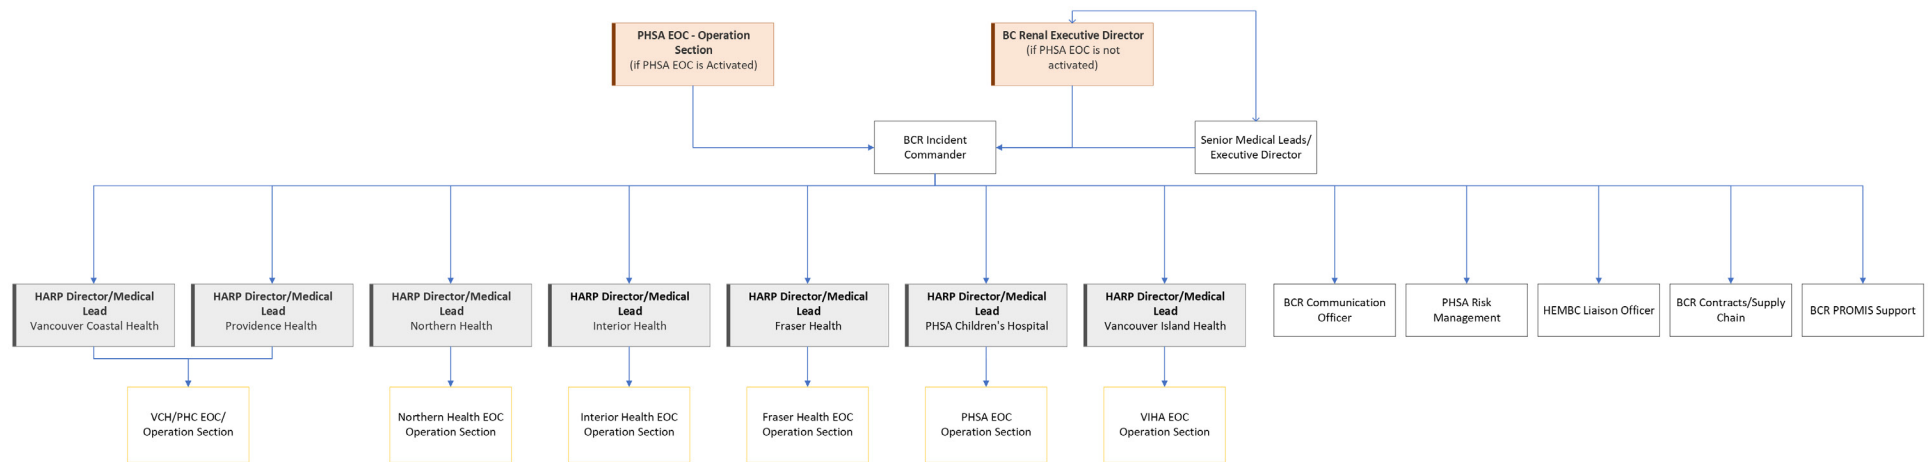 PHSA EOC - Operation
Section
(if PHSA EOC is Activated)
BC Renal Executive Director
(if PHSA EOC is not
activated)
BCR Incident
Commander
Senior Medical Leads/
Executive Director
HARP Director/Medical
Lead
Vancouver Coastal Health
HARP Director/Medical
Lead
Providence Health
HARP Director/Medical
Lead
Northern Health
HARP Director/Medical
Lead
Interior Health
HARP Director/Medical
Lead
Fraser Health
HARP Director/Medical
Lead
PHSA Children's Hospital
HARP Director/Medical
Lead
Vancouver Island Health
BCR Communication
Officer
PHSA Risk
Management
HEMBC Liaison Officer
BCR Contracts/Supply
Chain
BCR PROMIS Support
VCH/PHC EOC/
Operation Section
Northern Health EOC
Operation Section
Interior Health EOC
Operation Section
Fraser Health EOC
Operation Section
PHSA EOC
Operation Section
VIHA EOC
Operation Section